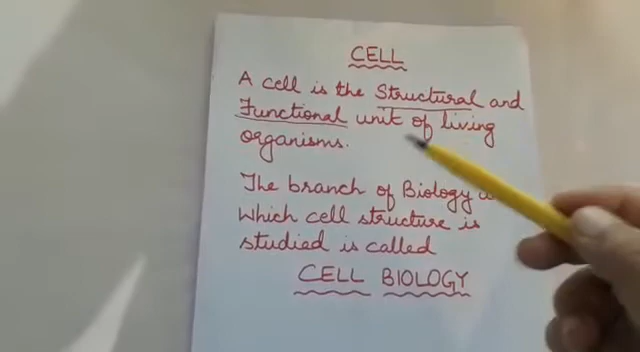 CELL
A cell is the Structural and
Functional unit of living
organisms.
The branch of Biology
which cell structure is
studied is called
CELL BIOLOGY